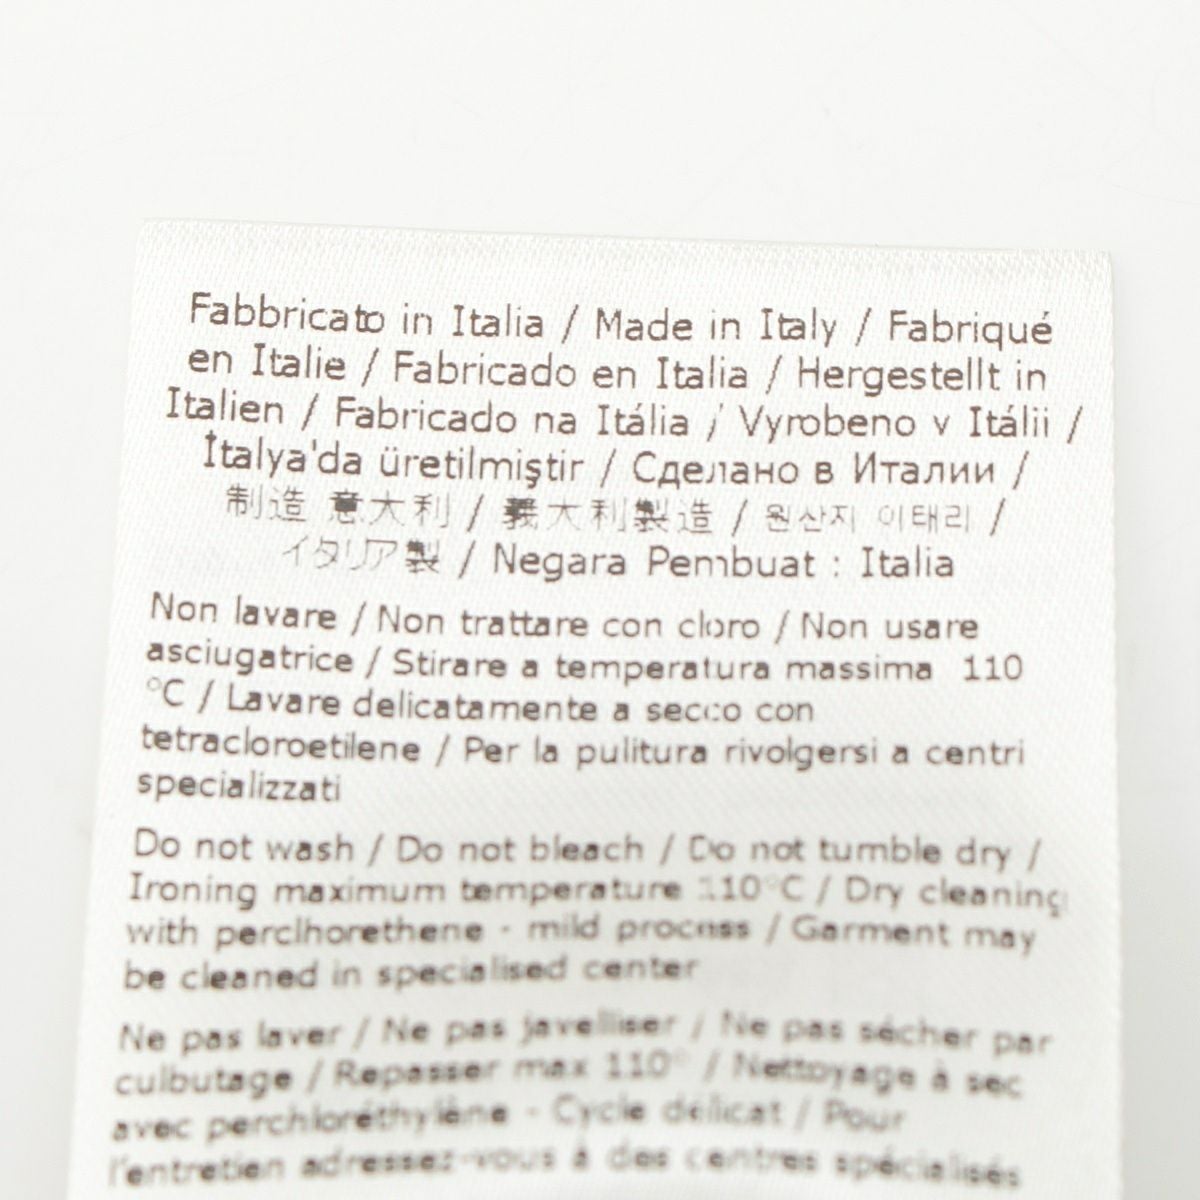 Fabbricato in Italia / Made in Italy / Fabriqué
en Italie / Fabricado en Italia / Hergestellt in
Italien / Fabricado na Itália / Vyrobeno v Itálii /
İtalya'da üretilmiştir / Сделано в Италии /
制造 意大利 / 義大利製造 / 원산지 이태리 /
イタリア製 / Negara Pembuat : Italia
Non lavare / Non trattare con cloro / Non usare
asciugatrice / Stirare a temperatura massima 110
°C / Lavare delicatamente a secco con
tetracloroetilene / Per la pulitura rivolgersi a centri
specializzati
Do not wash / Do not bleach / Do not tumble dry /
Ironing maximum temperature 110°C / Dry cleaning
with perclhorethene - mild process / Garment may
be cleaned in specialised center
Ne pas laver / Ne pas javelliser / Ne pas sécher par
culbutage / Repasser max 110° / Nettoyage à sec
avec perchloréthylène - Cycle délicat / Pour
l'entretien adressez-vous à des centres spécialisés